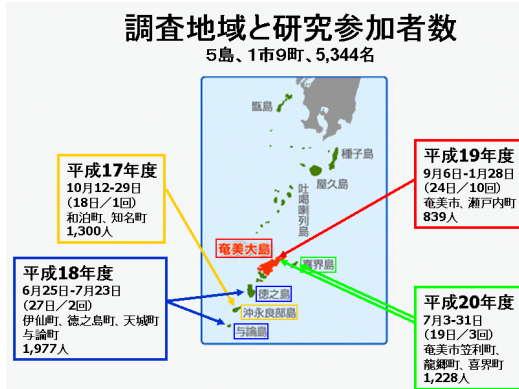 調査地域と研究参加者数
5島、1市9町、5,344名
甑島
種子島
屋久島
吐噶喇列島
奄美大島
喜界島
徳之島
沖永良部島
与論島
平成17年度
10月12-29日
(18日/1回)
和泊町、知名町
1,300人
平成18年度
6月25日-7月23日
(27日/2回)
伊仙町、徳之島町、天城町
与論町
1,977人
平成19年度
9月6日-1月28日
(24日/10回)
奄美市、瀬戸内町
839人
平成20年度
7月3-31日
(19日/3回)
奄美市笠利町、
龍郷町、喜界町
1,228人